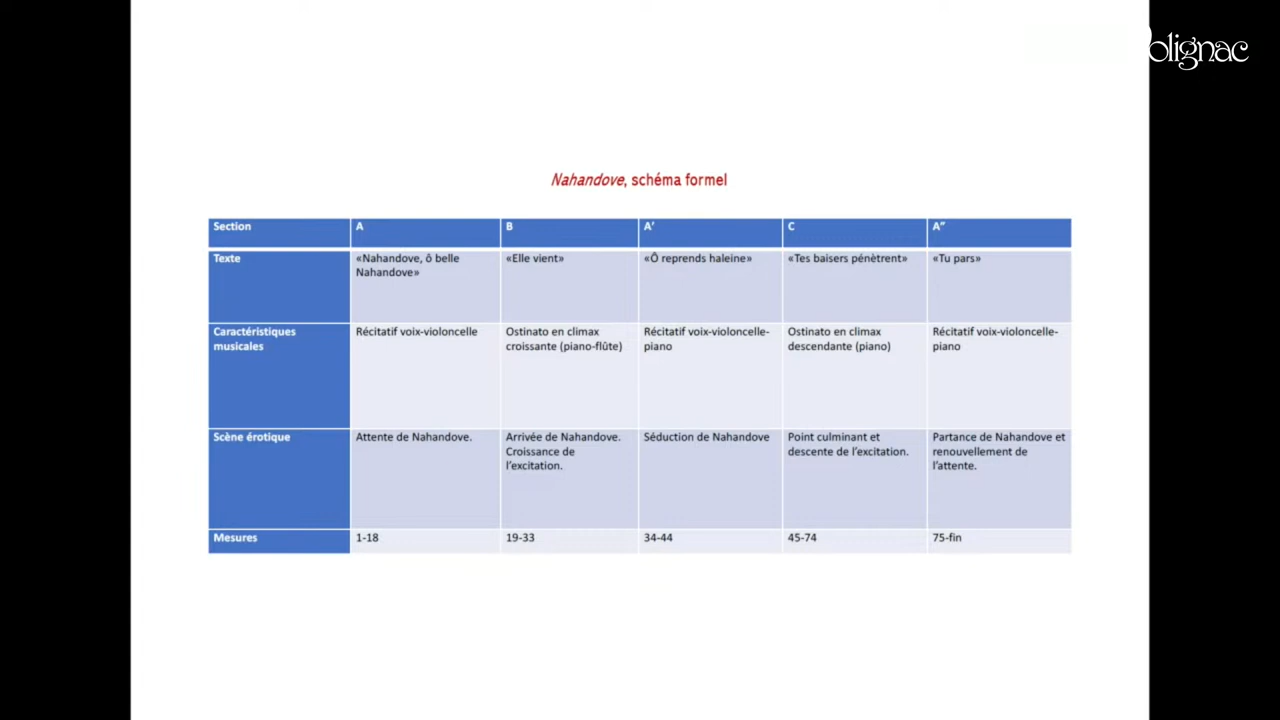 olignac
Nahandove, schéma formel
Section A B A’ C A’’
Texte «Nahandove, ô belle «Elle vient» «Ô reprends haleine» «Tes baisers pénètrent» «Tu pars»
Nahandove»
Caractéristiques Récitatif voix-violoncelle Ostinato en climax Récitatif voix-violoncelle- Ostinato en climax Récitatif voix-violoncelle-
musicales croissante (piano-flûte) piano descendante (piano) piano
Scène érotique Attente de Nahandove. Arrivée de Nahandove. Séduction de Nahandove Point culminant et Partance de Nahandove et
Croissance de descente de l’excitation. renouvellement de
l’excitation. l’attente.
Mesures 1-18 19-33 34-44 45-74 75-fin